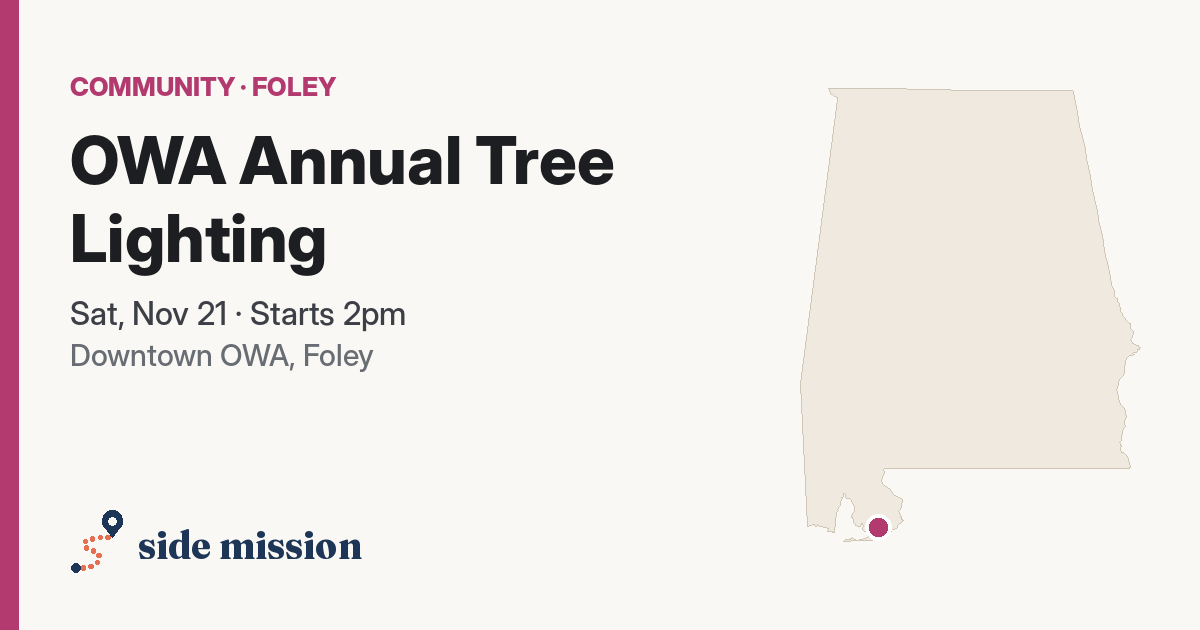 COMMUNITY · FOLEY
OWA Annual Tree
Lighting
Sat, Nov 21 · Starts 2pm
Downtown OWA, Foley
side mission